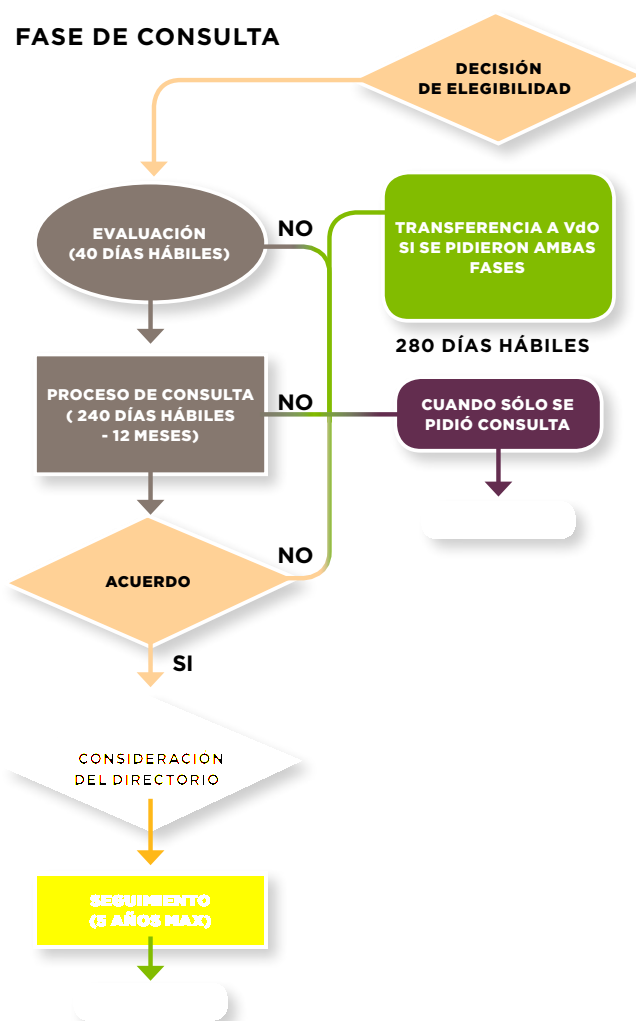 FASE DE CONSULTA
DECISIÓN
DE ELEGIBILIDAD
EVALUACIÓN
(40 DÍAS HÁBILES)
NO
TRANSFERENCIA A VdO
SI SE PIDIERON AMBAS
FASES
280 DÍAS HÁBILES
PROCESO DE CONSULTA
( 240 DÍAS HÁBILES
- 12 MESES)
NO
CUANDO SÓLO SE
PIDIÓ CONSULTA
ACUERDO
NO
SI
CONSIDERACIÓN
DEL DIRECTORIO
SEGUIMIENTO
(5 AÑOS MAX)